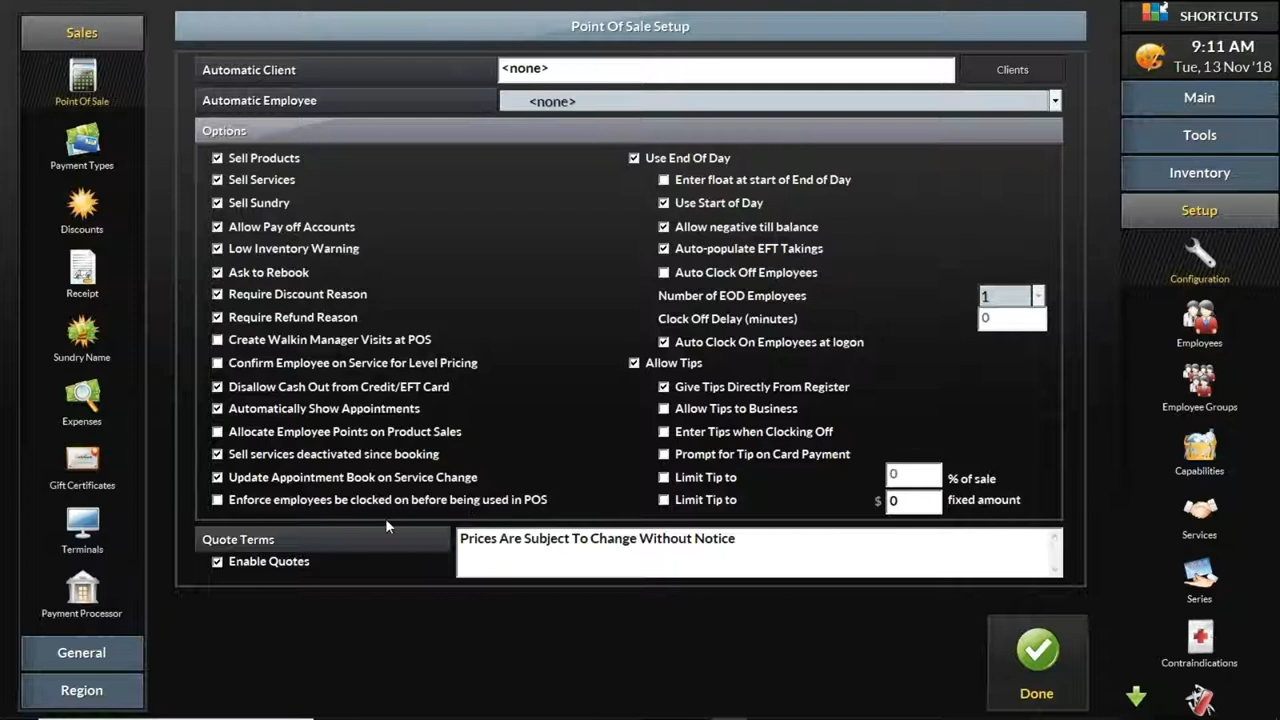 Sales
Point Of Sale
Payment Types
Discounts
Receipt
Sundry Name
Expenses
Gift Certificates
Terminals
Payment Processor
General
Region
Point Of Sale Setup
Automatic Client
<none>
Clients
Automatic Employee
<none>
Options
Sell Products
Sell Services
Sell Sundry
Allow Pay off Accounts
Low Inventory Warning
Ask to Rebook
Require Discount Reason
Require Refund Reason
Create Walkin Manager Visits at POS
Confirm Employee on Service for Level Pricing
Disallow Cash Out from Credit/EFT Card
Automatically Show Appointments
Allocate Employee Points on Product Sales
Sell services deactivated since booking
Update Appointment Book on Service Change
Enforce employees be clocked on before being used in POS
Use End Of Day
Enter float at start of End of Day
Use Start of Day
Allow negative till balance
Auto-populate EFT Takings
Auto Clock Off Employees
Number of EOD Employees 1
Clock Off Delay (minutes) 0
Auto Clock On Employees at logon
Allow Tips
Give Tips Directly From Register
Allow Tips to Business
Enter Tips when Clocking Off
Prompt for Tip on Card Payment
Limit Tip to 0 % of sale
Limit Tip to $ 0 fixed amount
Quote Terms
Enable Quotes
Prices Are Subject To Change Without Notice
Done
SHORTCUTS
9:11 AM
Tue, 13 Nov '18
Main
Tools
Inventory
Setup
Configuration
Employees
Employee Groups
Capabilities
Services
Series
Contraindications